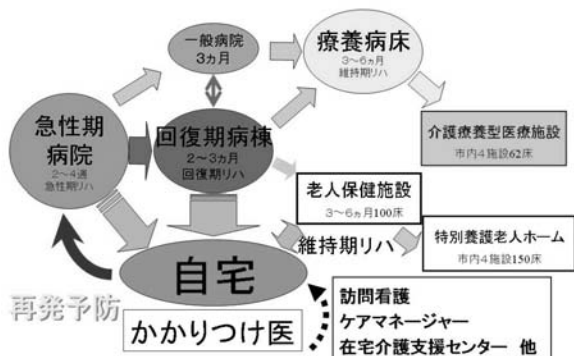 一般病院
3ヵ月
療養病床
3～6ヵ月
維持期リハ
急性期
病院
2～4週
急性期リハ
回復期病棟
2～3ヵ月
回復期リハ
介護療養型医療施設
市内4施設62床
老人保健施設
3～6ヵ月100床
維持期リハ
特別養護老人ホーム
市内4施設150床
自宅
再発予防
かかりつけ医
訪問看護
ケアマネージャー
在宅介護支援センター 他